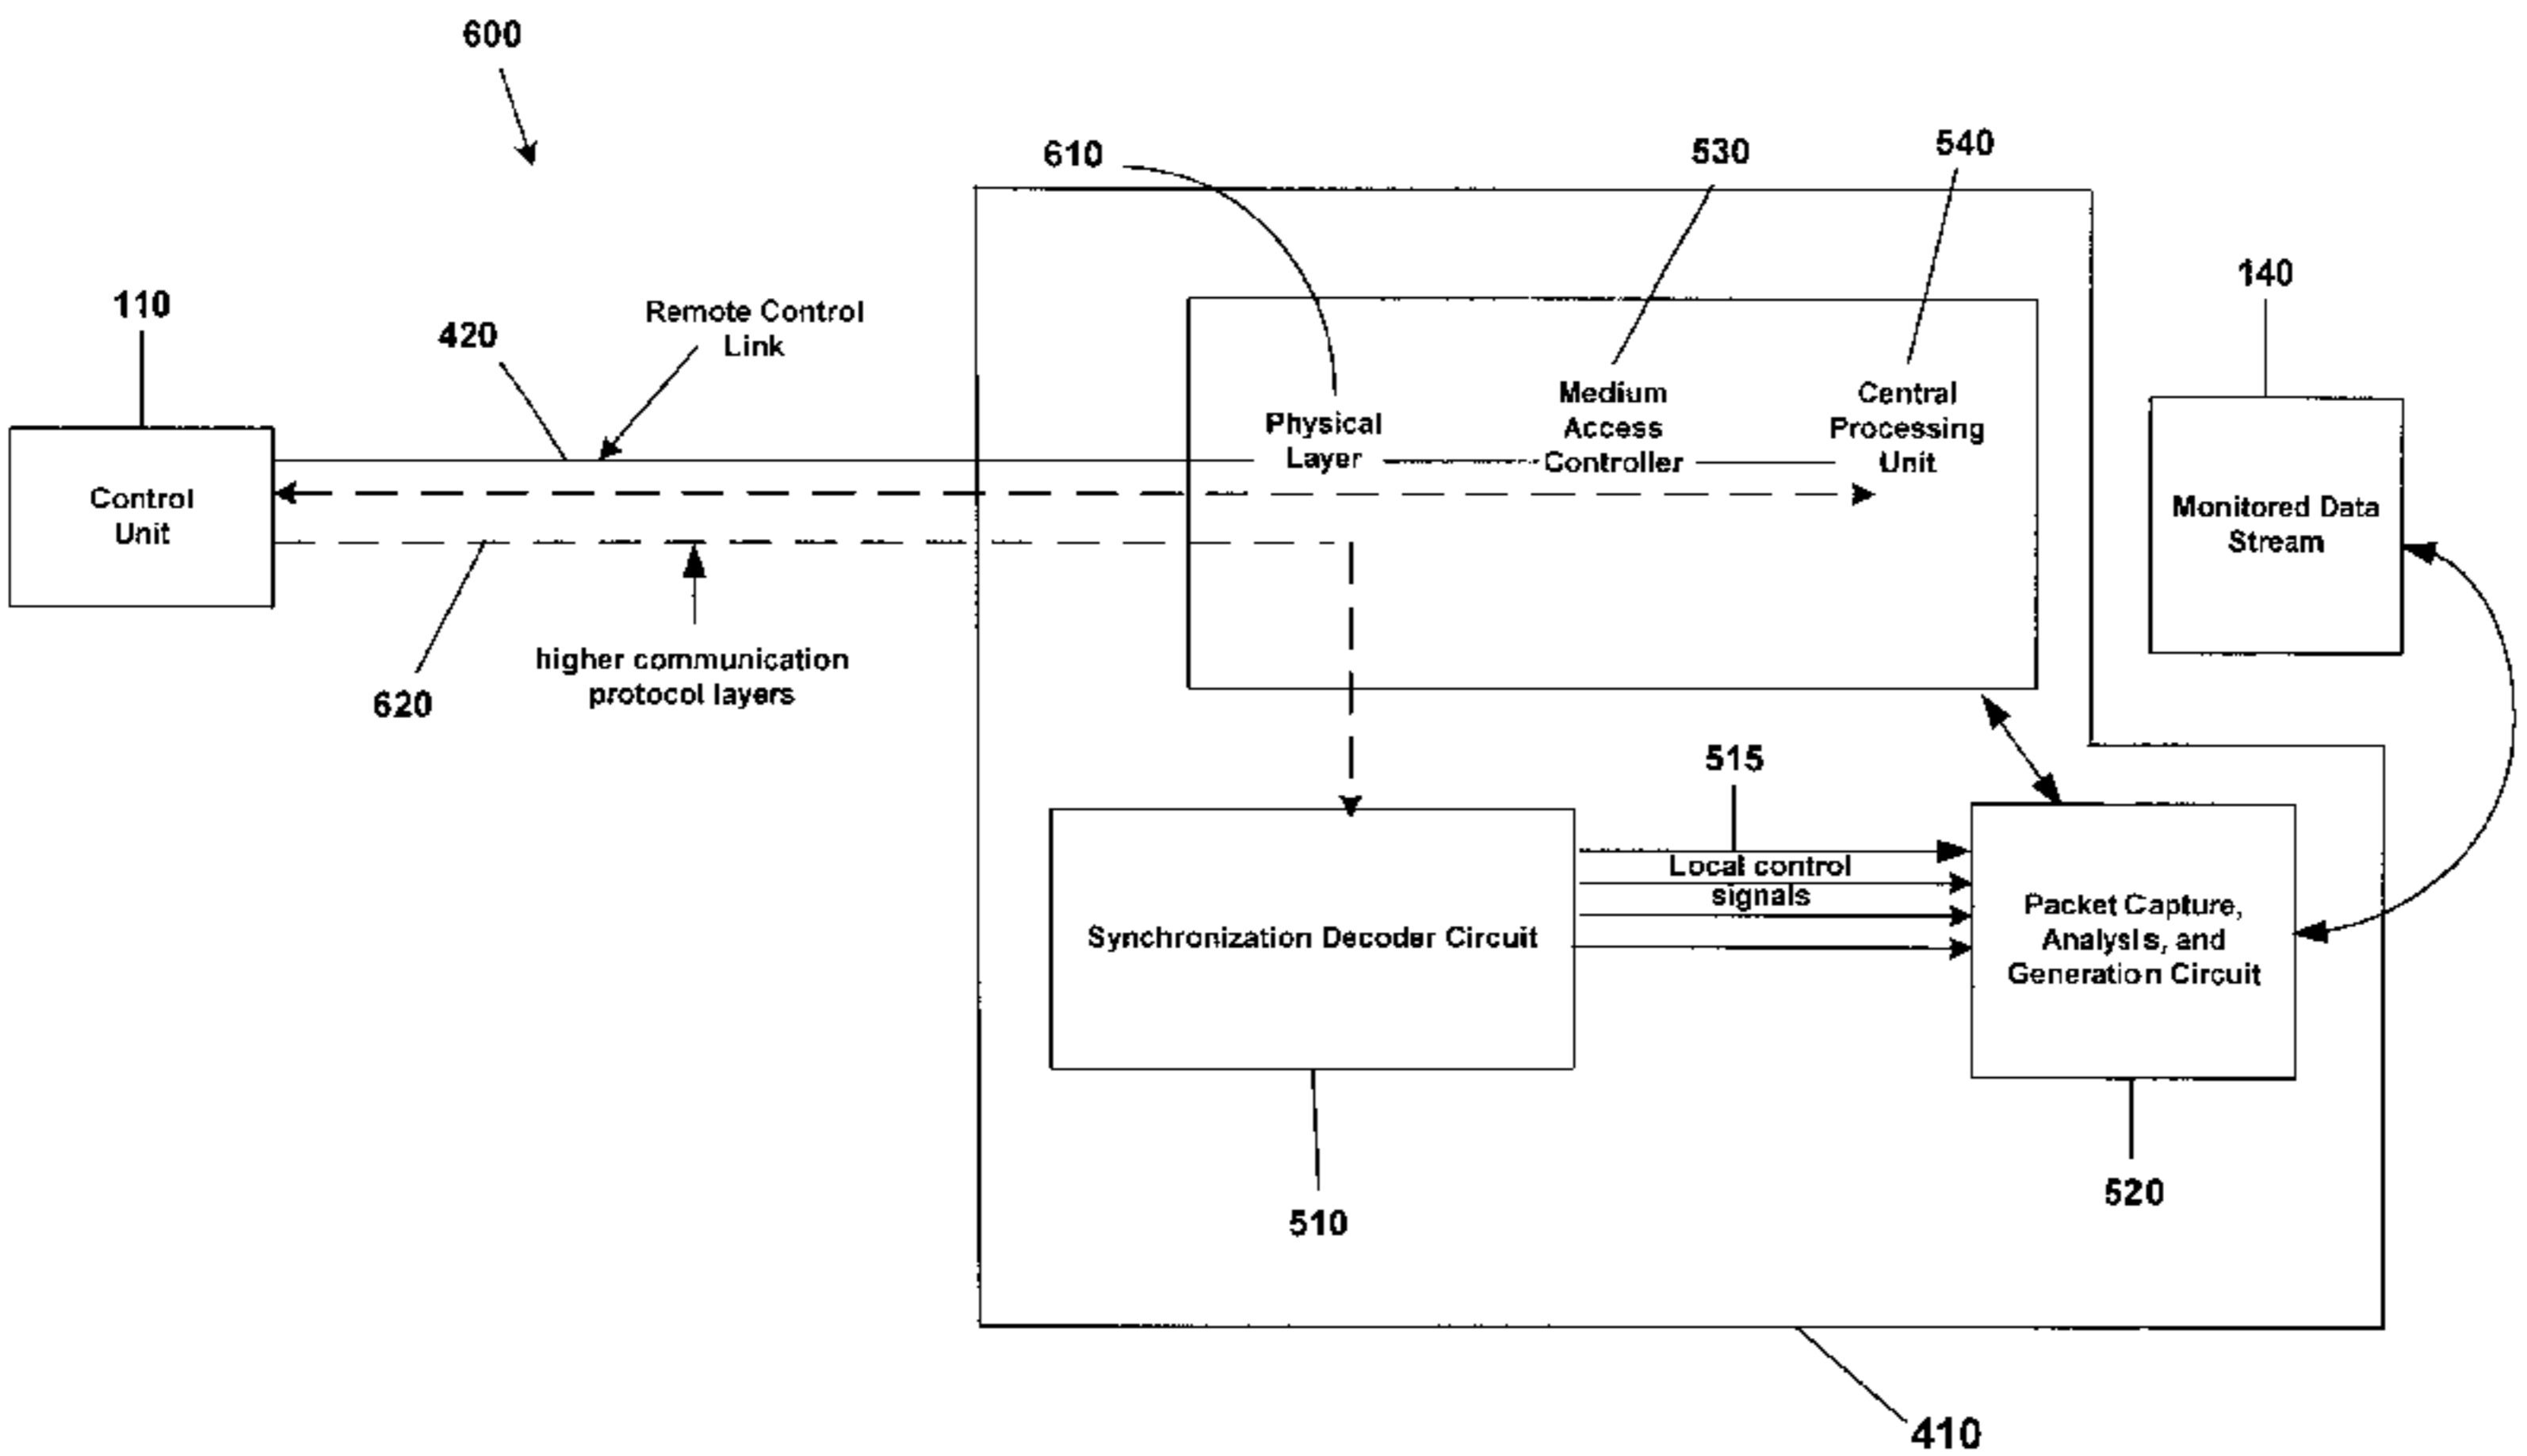 600
610
530
540
140
110
420
Remote Control
Link
Medium
Access
Controller
Central
Processing
Unit
Physical
Layer
Control
Unit
Monitored Data
Stream
higher communication
protocol layers
620
515
Local control
signals
Synchronization Decoder Circuit
Packet Capture,
Analysis, and
Generation Circuit
510
520
410